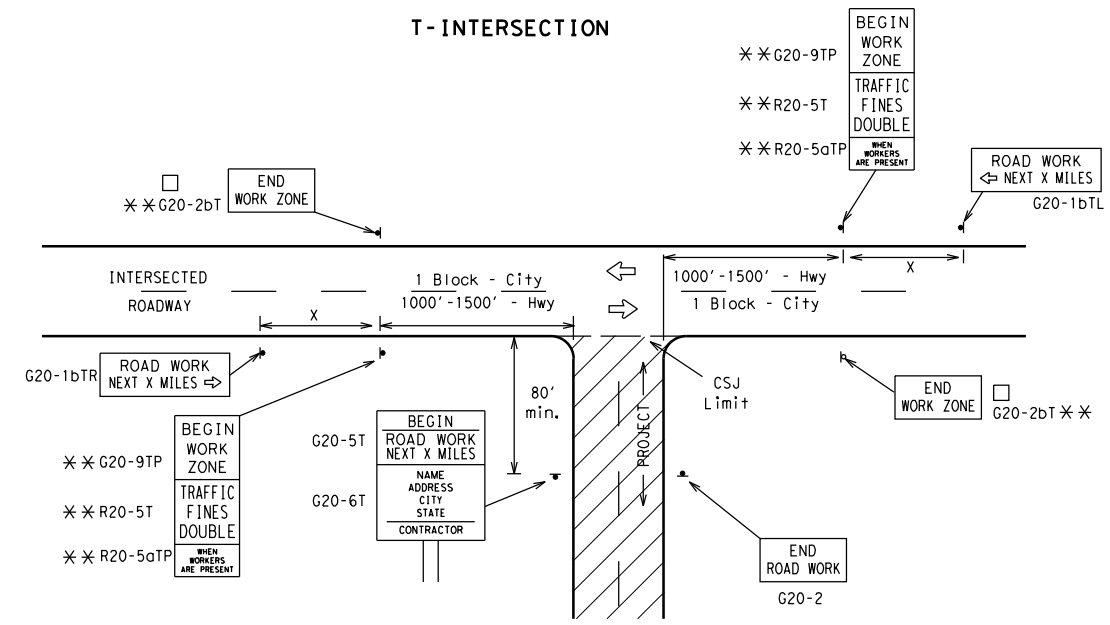 T-INTERSECTION
BEGIN
WORK
ZONE
**G20-9TP
TRAFFIC
FINES
DOUBLE
**R20-5T
WHEN
WORKERS
ARE PRESENT
**R20-5aTP
ROAD WORK
⇦ NEXT X MILES
G20-1bTL
END
WORK ZONE
□
**G20-2bT
INTERSECTED
ROADWAY
1 Block - City
1000'-1500' - Hwy
1000'-1500' - Hwy
1 Block - City
X
X
G20-1bTR
ROAD WORK
NEXT X MILES ⇨
80'
min.
CSJ
Limit
PROJECT
END
WORK ZONE
□
G20-2bT **
BEGIN
WORK
ZONE
**G20-9TP
TRAFFIC
FINES
DOUBLE
**R20-5T
WHEN
WORKERS
ARE PRESENT
**R20-5aTP
G20-5T
BEGIN
ROAD WORK
NEXT X MILES
G20-6T
NAME
ADDRESS
CITY
STATE
CONTRACTOR
END
ROAD WORK
G20-2